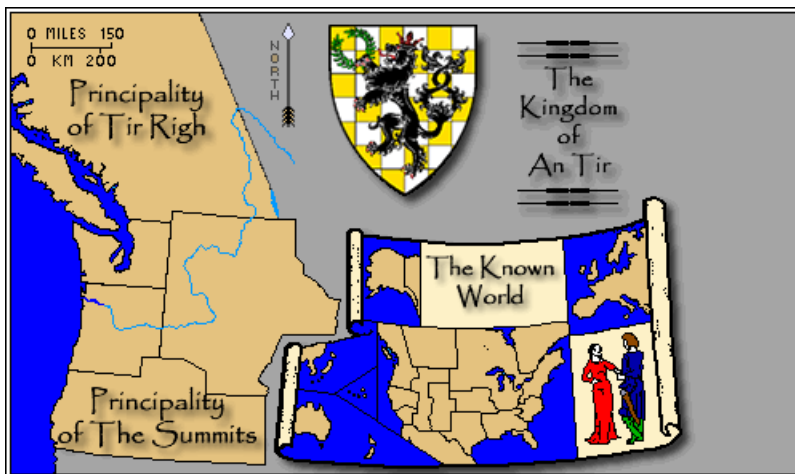 0 MILES 150
0 KM 200
NORTH
Principality
of Tir Righ
The
Kingdom
of
An Tir
The Known
World
Principality
of The Summits